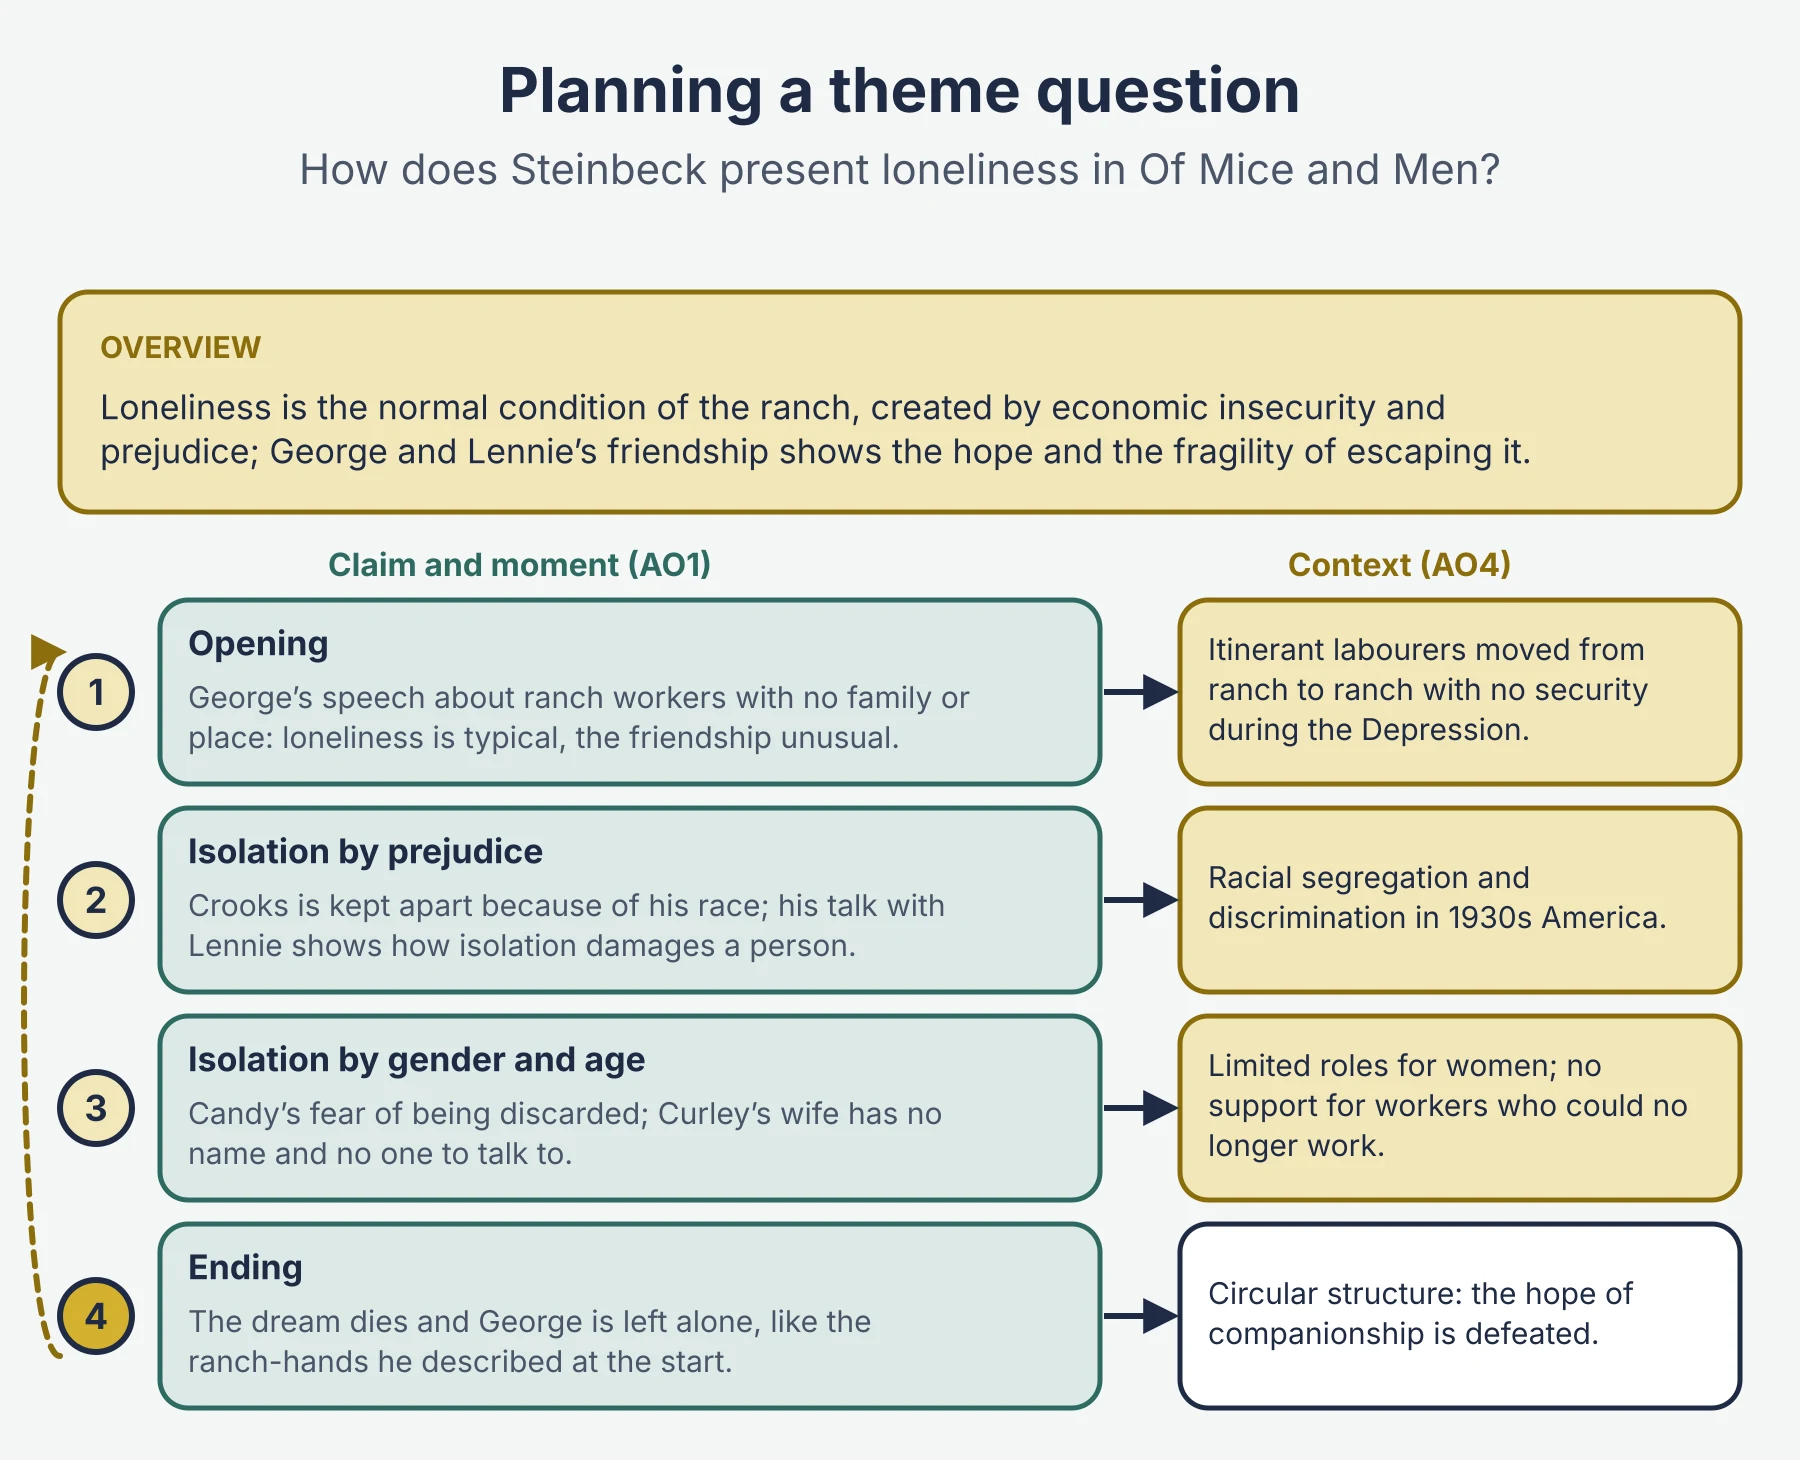 Planning a theme question
How does Steinbeck present loneliness in Of Mice and Men?
OVERVIEW
Loneliness is the normal condition of the ranch, created by economic insecurity and
prejudice; George and Lennie’s friendship shows the hope and the fragility of escaping it.
Claim and moment (AO1)
Context (AO4)
1
Opening
George’s speech about ranch workers with no family or
place: loneliness is typical, the friendship unusual.
Itinerant labourers moved from
ranch to ranch with no security
during the Depression.
2
Isolation by prejudice
Crooks is kept apart because of his race; his talk with
Lennie shows how isolation damages a person.
Racial segregation and
discrimination in 1930s America.
3
Isolation by gender and age
Candy’s fear of being discarded; Curley’s wife has no
name and no one to talk to.
Limited roles for women; no
support for workers who could no
longer work.
4
Ending
The dream dies and George is left alone, like the
ranch-hands he described at the start.
Circular structure: the hope of
companionship is defeated.